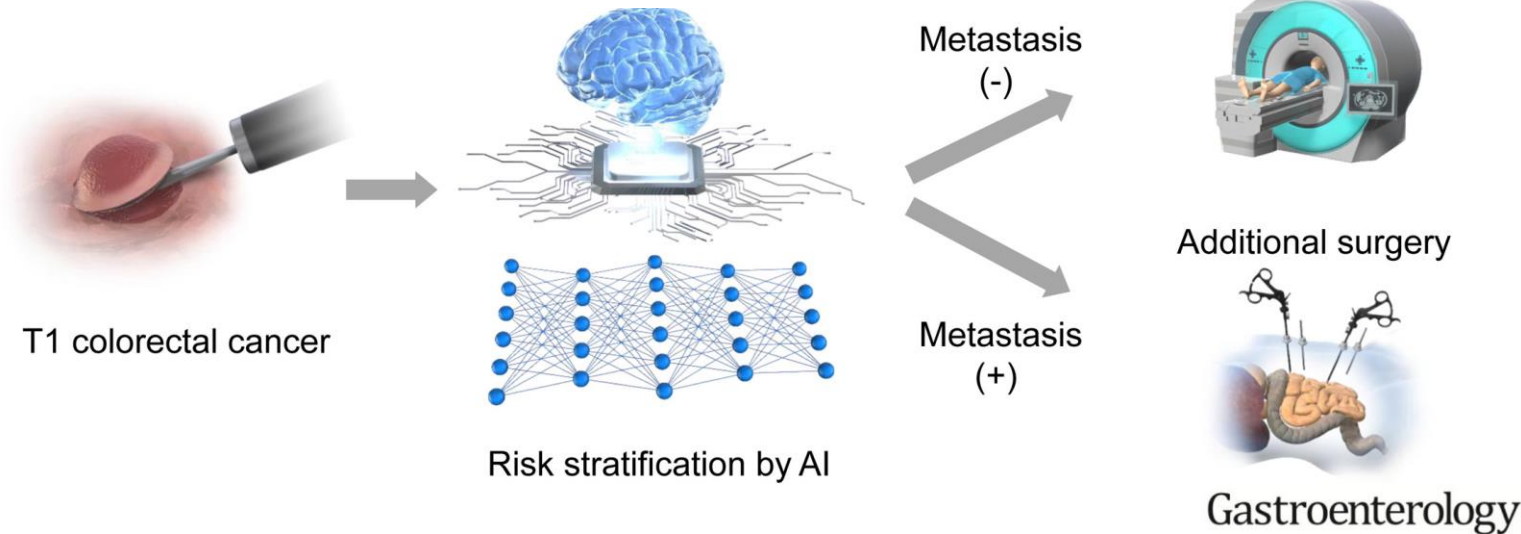 Metastasis
(-)
T1 colorectal cancer
Risk stratification by AI
Metastasis
(+)
Additional surgery
Gastroenterology